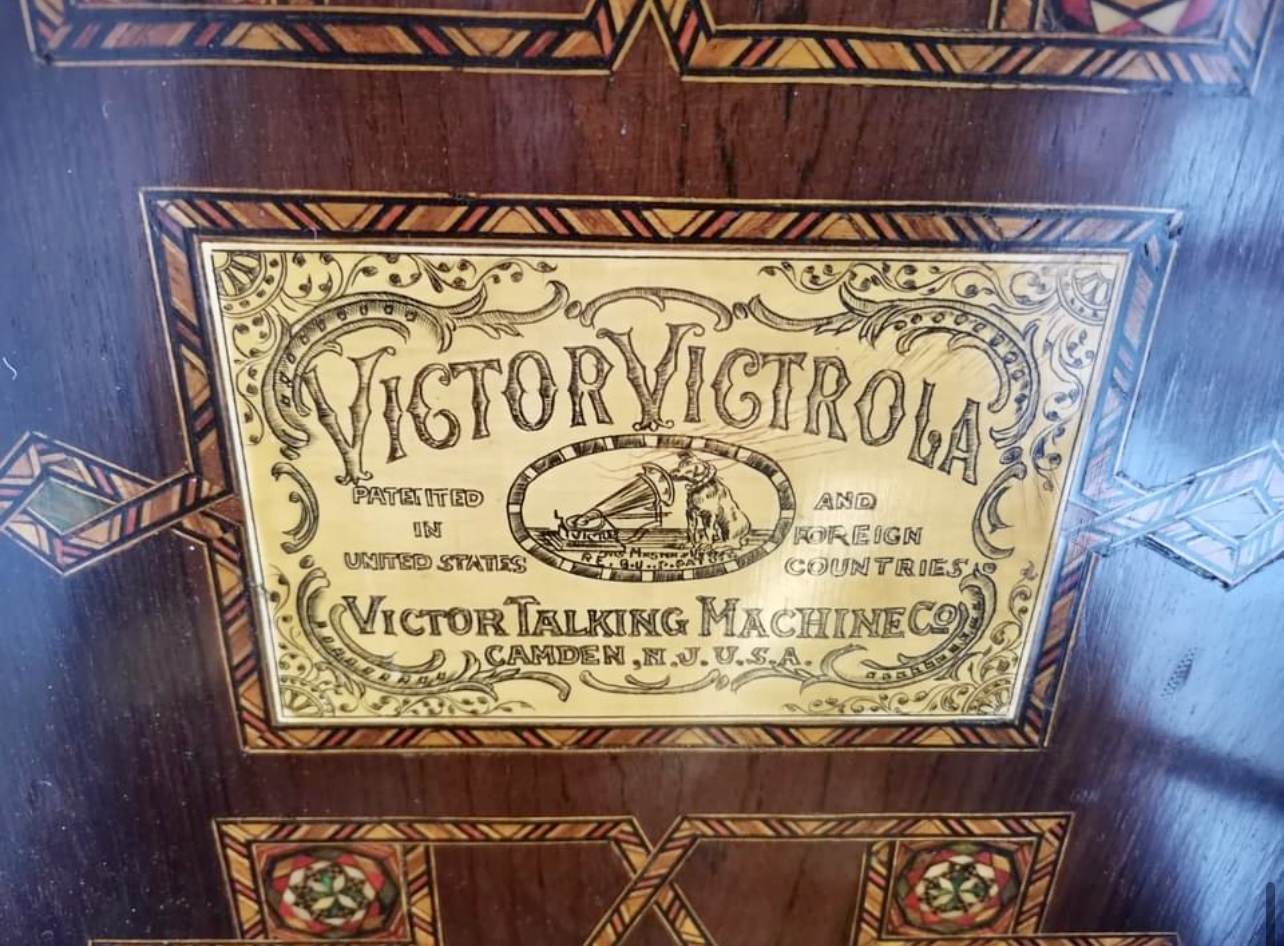 VICTOR VICTROLA
PATENTED
IN
UNITED STATES
AND
FOREIGN
COUNTRIES
VICTOR TALKING MACHINE CO
CAMDEN, N.J. U.S.A.